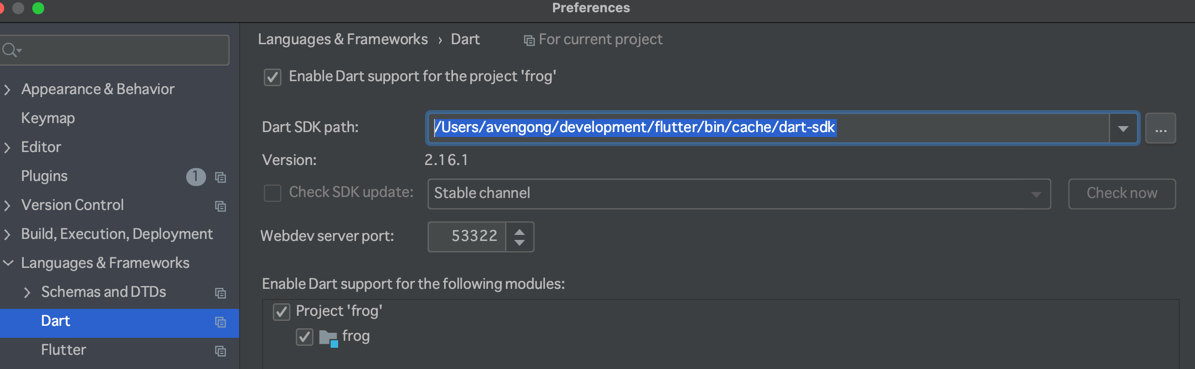 Preferences
Languages & Frameworks › Dart For current project
Enable Dart support for the project 'frog'
Appearance & Behavior
Keymap
Editor
Plugins 1
Version Control
Build, Execution, Deployment
Languages & Frameworks
Schemas and DTDs
Dart
Flutter
Dart SDK path: /Users/avengong/development/flutter/bin/cache/dart-sdk ...
Version: 2.16.1
Check SDK update: Stable channel Check now
Webdev server port: 53322
Enable Dart support for the following modules:
Project 'frog'
frog